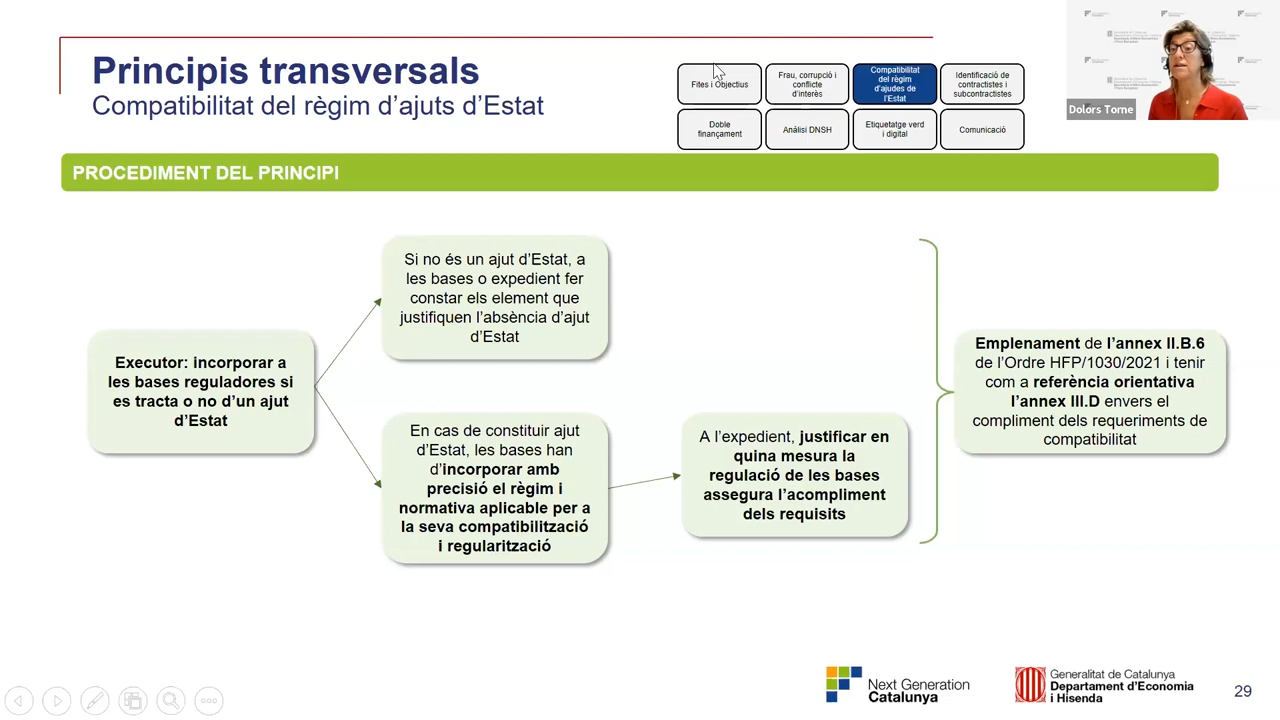 Principis transversals
Compatibilitat del règim d’ajuts d’Estat
Fites i Objectius
Frau, corrupció i
conflicte
d’interès
Compatibilitat
del règim
d’ajudes de
l’Estat
Identificació de
contractistes i
subcontractistes
Doble
finançament
Anàlisi DNSH
Etiquetatge verd
i digital
Comunicació
Dolors Torne
PROCEDIMENT DEL PRINCIPI
Executor: incorporar a
les bases reguladores si
es tracta o no d’un ajut
d’Estat
Si no és un ajut d’Estat, a
les bases o expedient fer
constar els element que
justifiquen l’absència d’ajut
d’Estat
En cas de constituir ajut
d’Estat, les bases han
d’incorporar amb
precisió el règim i
normativa aplicable per a
la seva compatibilització
i regularització
A l’expedient, justificar en
quina mesura la
regulació de les bases
assegura l’acompliment
dels requisits
Emplenament de l’annex II.B.6
de l’Ordre HFP/1030/2021 i tenir
com a referència orientativa
l’annex III.D envers el
compliment dels requeriments de
compatibilitat
Next Generation
Catalunya
Generalitat de Catalunya
Departament d’Economia
i Hisenda
29